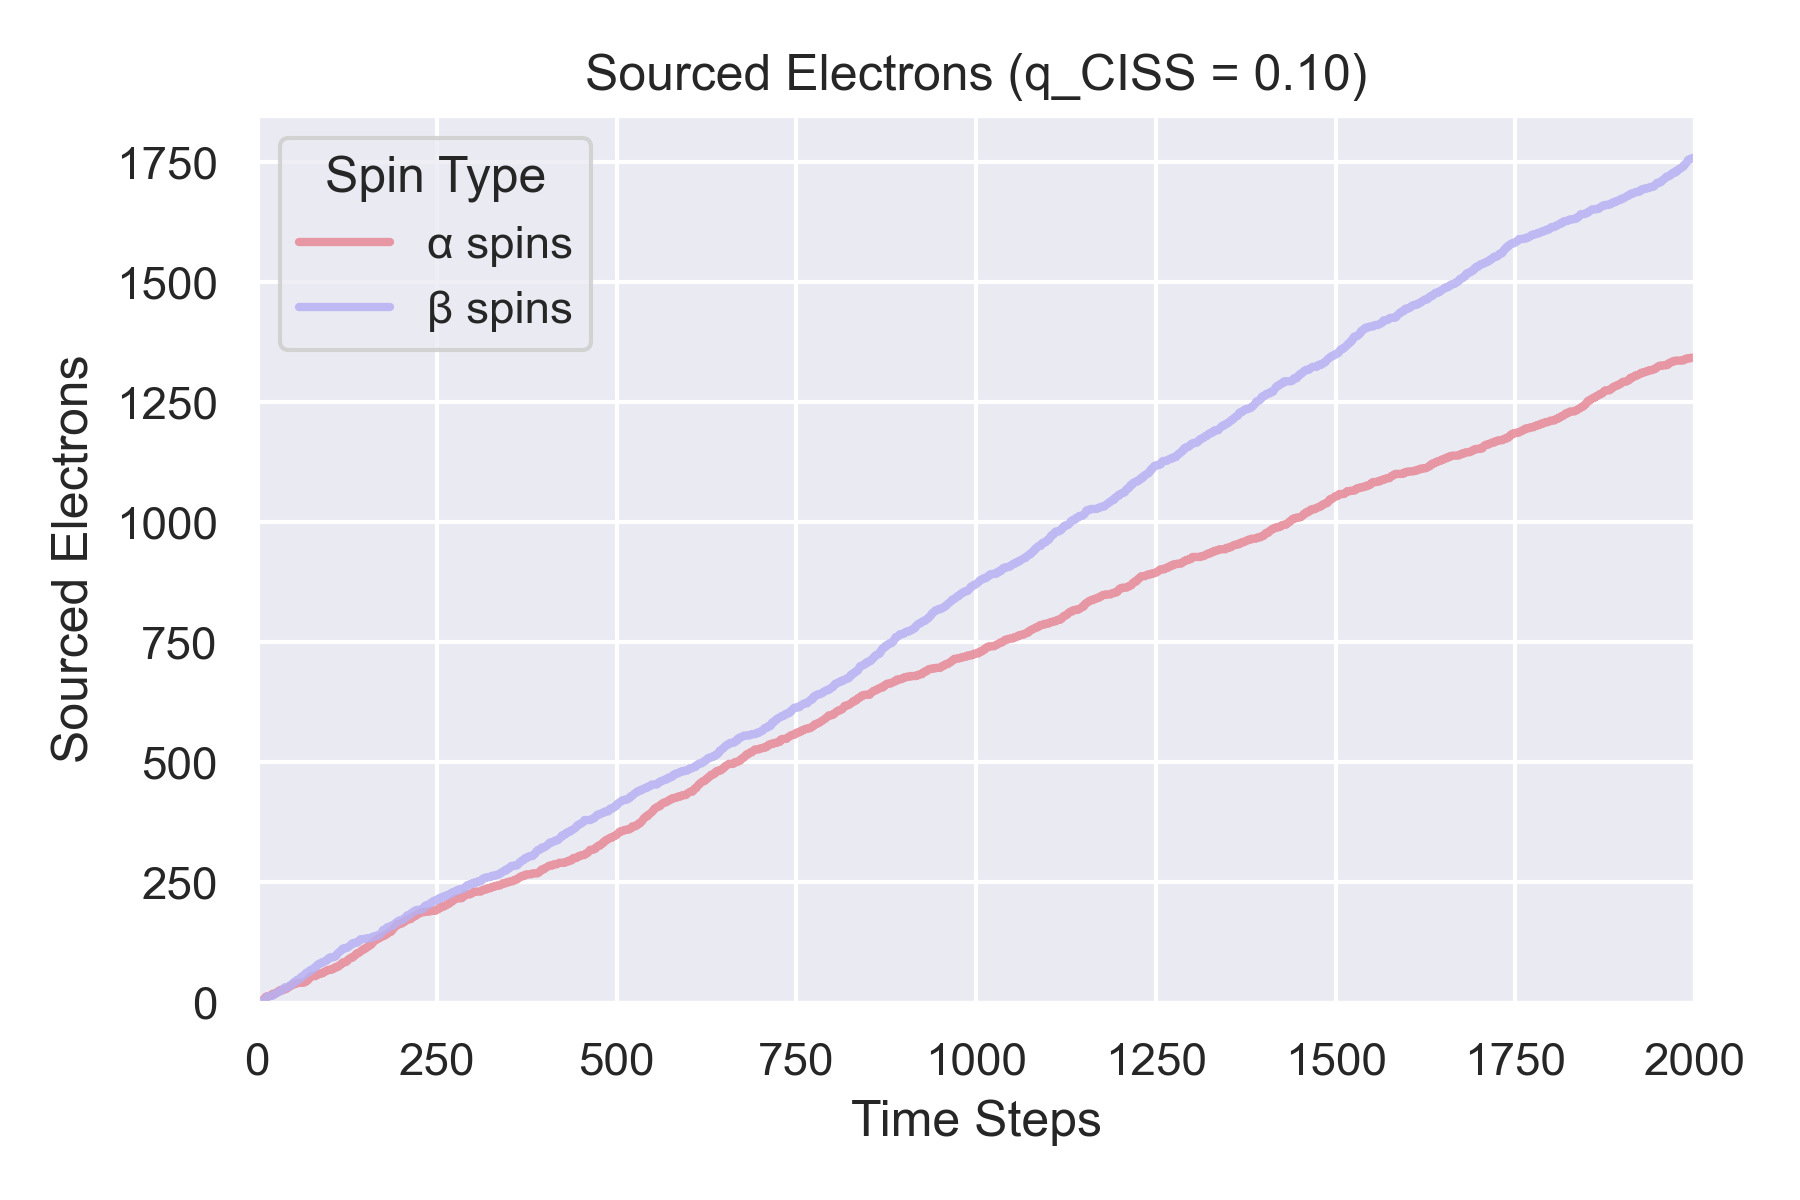 Sourced Electrons (q_CISS = 0.10)
Spin Type
α spins
β spins
Sourced Electrons
1750
1500
1250
1000
750
500
250
0
0 250 500 750 1000 1250 1500 1750 2000
Time Steps